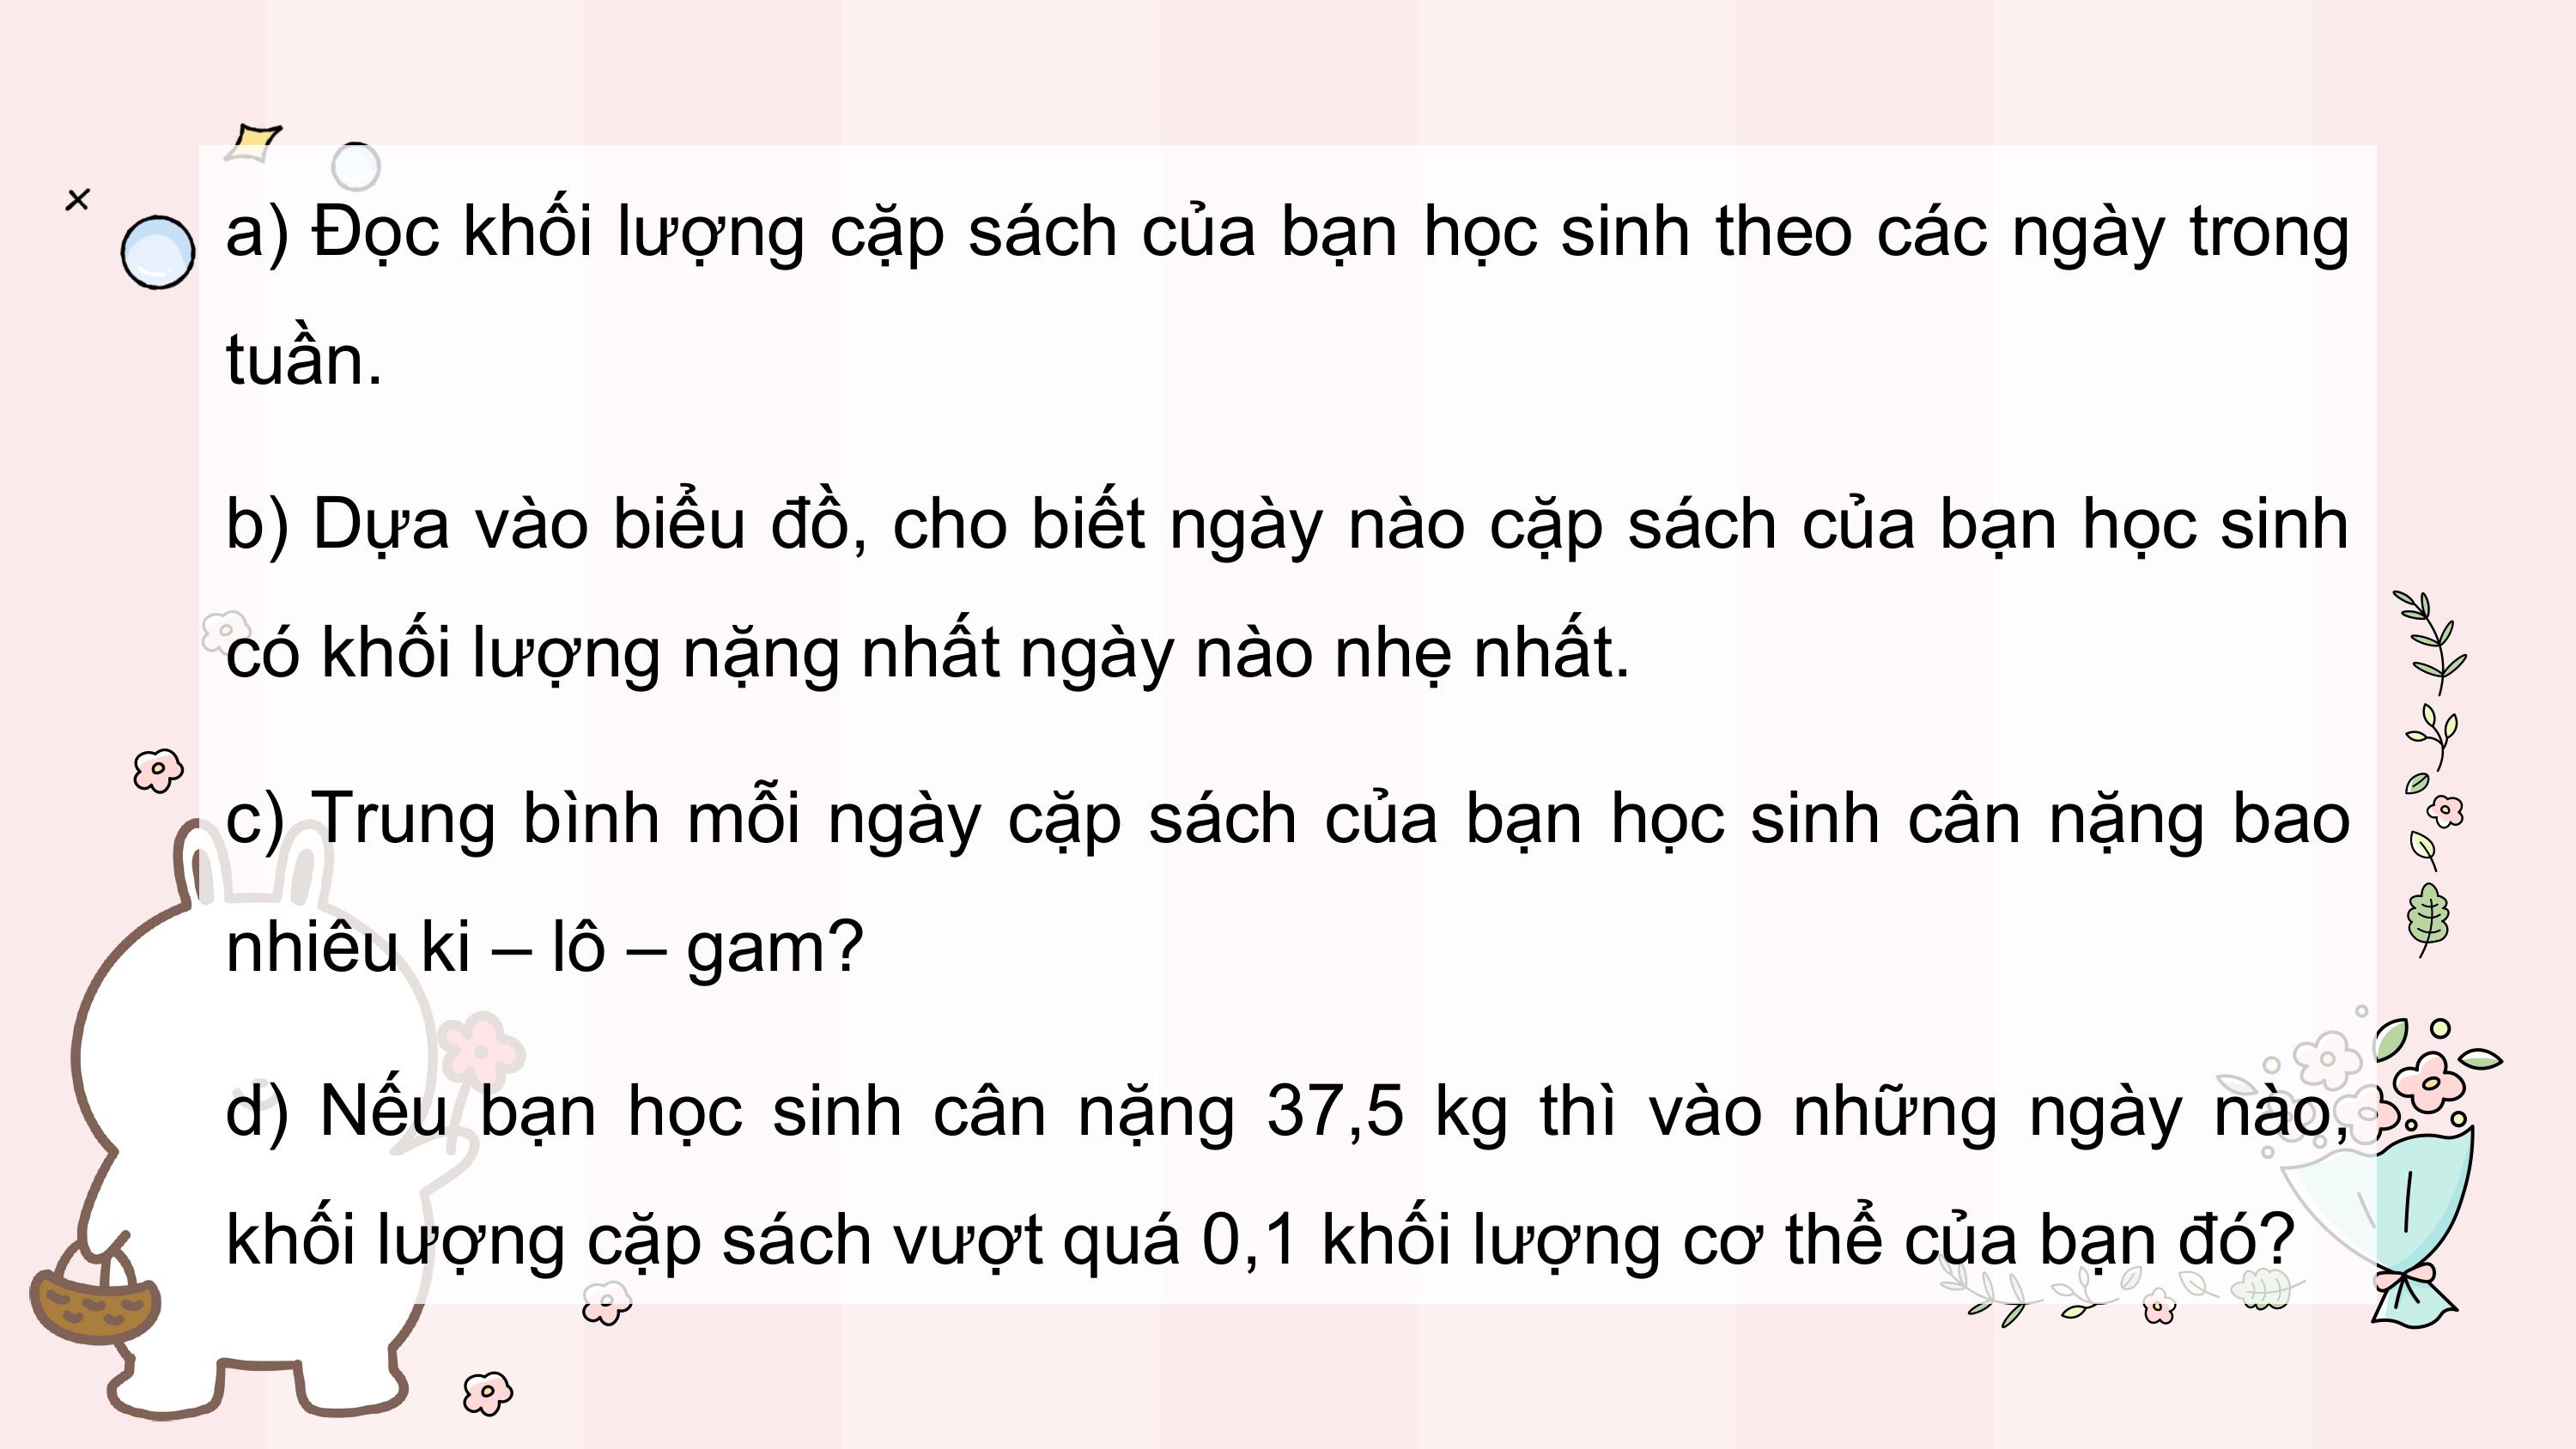 a) Đọc khối lượng cặp sách của bạn học sinh theo các ngày trong
tuần.
b) Dựa vào biểu đồ, cho biết ngày nào cặp sách của bạn học sinh
có khối lượng nặng nhất ngày nào nhẹ nhất.
c) Trung bình mỗi ngày cặp sách của bạn học sinh cân nặng bao
nhiêu ki – lô – gam?
d) Nếu bạn học sinh cân nặng 37,5 kg thì vào những ngày nào,
khối lượng cặp sách vượt quá 0,1 khối lượng cơ thể của bạn đó?